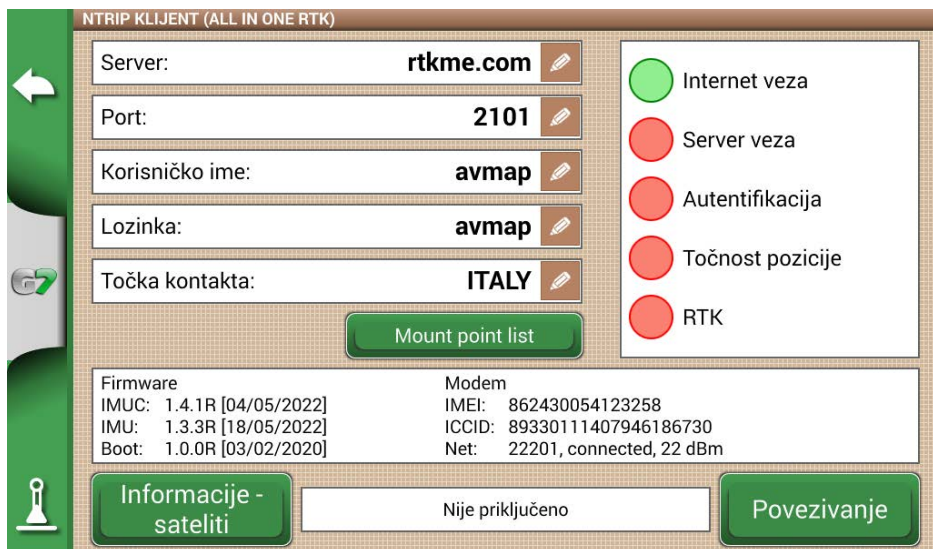 NTRIP KLIJENT (ALL IN ONE RTK)
Server: rtkme.com
Port: 2101
Korisničko ime: avmap
Lozinka: avmap
Točka kontakta: ITALY
Mount point list
Internet veza
Server veza
Autentifikacija
Točnost pozicije
RTK
G7
Firmware
IMUC: 1.4.1R [04/05/2022]
IMU: 1.3.3R [18/05/2022]
Boot: 1.0.0R [03/02/2020]
Modem
IMEI: 862430054123258
ICCID: 89330111407946186730
Net: 22201, connected, 22 dBm
Informacije -
sateliti
Nije priključeno
Povezivanje